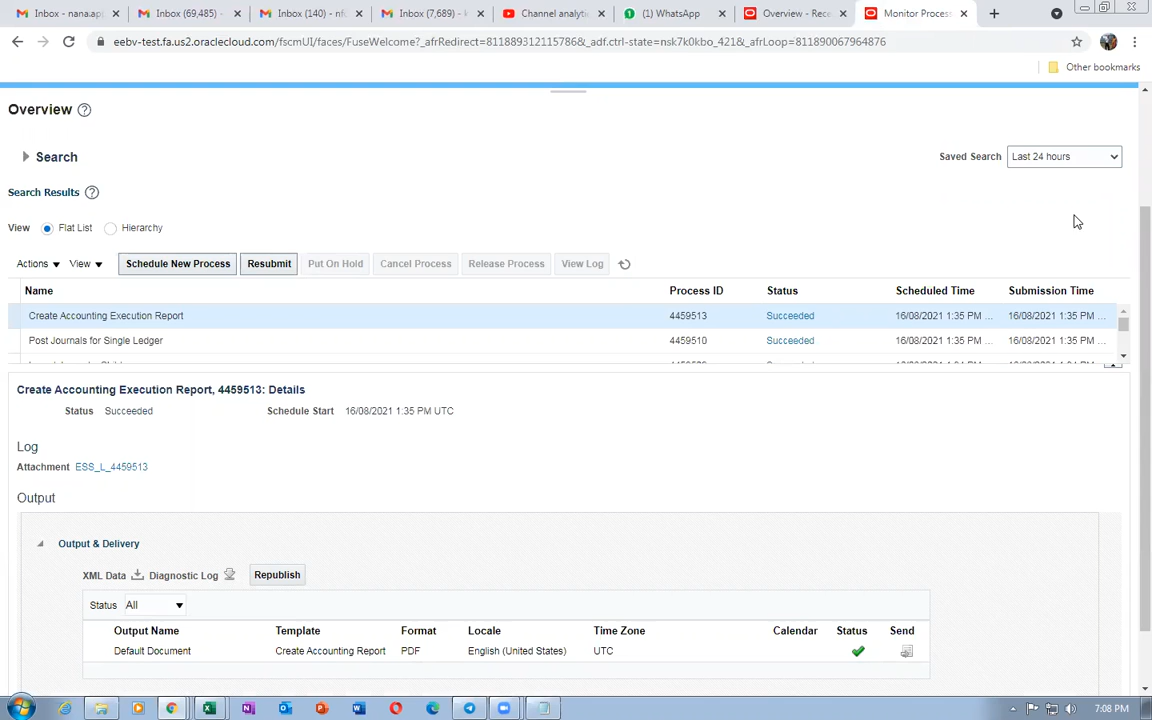 Inbox (69,485) - nana.ap
Inbox (69,485)
Inbox (140) - nfu
Inbox (7,689) - k
Channel analyti
(1) WhatsApp
Overview - Rece
Monitor Proces
eebv-test.fa.us2.oraclecloud.com/fscmUI/faces/FuseWelcome?_afrRedirect=8118893121157​86&_adf.ctrl-state=nsk7k0kbo_421&_afrLoop=811890067964876
Other bookmarks
Overview
Search
Saved Search Last 24 hours
Search Results
View Flat List Hierarchy
Actions View Schedule New Process Resubmit Put On Hold Cancel Process Release Process View Log
Name Process ID Status Scheduled Time Submission Time
Create Accounting Execution Report 4459513 Succeeded 16/08/2021 1:35 PM ... 16/08/2021 1:35 PM ...
Post Journals for Single Ledger 4459510 Succeeded 16/08/2021 1:35 PM ... 16/08/2021 1:35 PM ...
Create Accounting Execution Report, 4459513: Details
Status Succeeded Schedule Start 16/08/2021 1:35 PM UTC
Log
Attachment ESS_L_4459513
Output
Output & Delivery
XML Data Diagnostic Log Republish
Status All
Output Name Template Format Locale Time Zone Calendar Status Send
Default Document Create Accounting Report PDF English (United States) UTC
7:08 PM